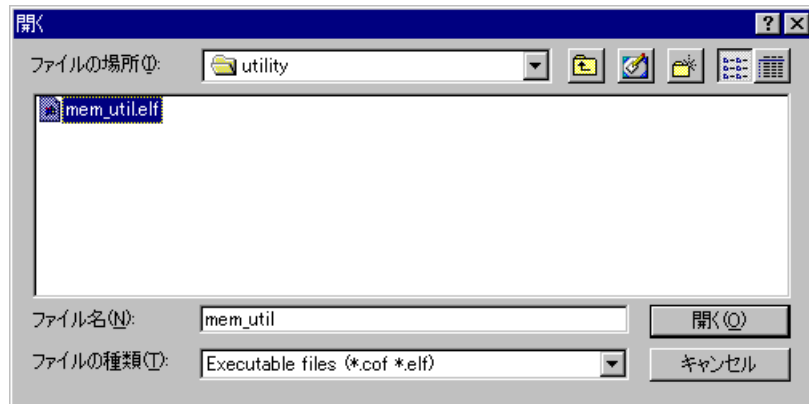 開く
ファイルの場所(I): utility
mem_util.elf
ファイル名(N): mem_util 開く(O)
ファイルの種類(T): Executable files (*.cof *.elf) キャンセル